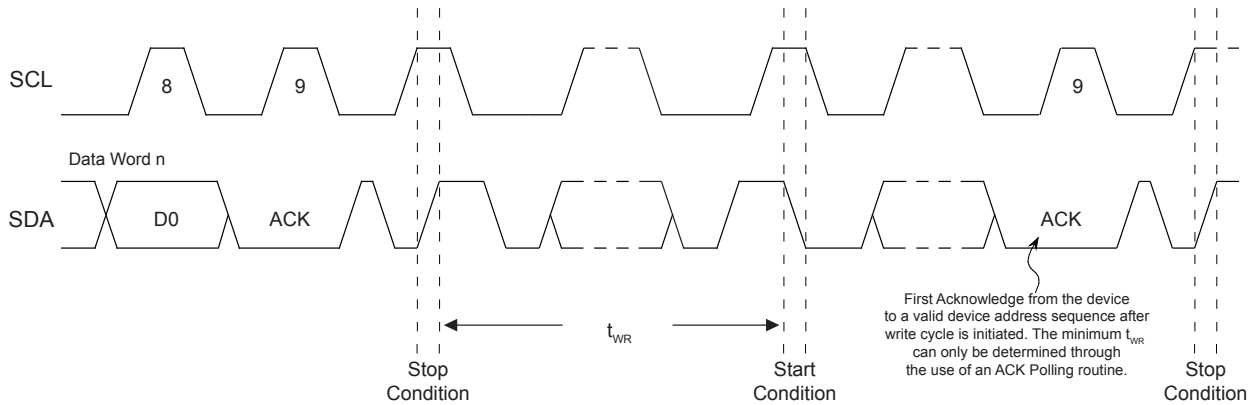 SCL
8
9
9
Data Word n
SDA
D0
ACK
ACK
First Acknowledge from the device
to a valid device address sequence after
write cycle is initiated. The minimum tWR
can only be determined through
the use of an ACK Polling routine.
tWR
Stop
Condition
Start
Condition
Stop
Condition